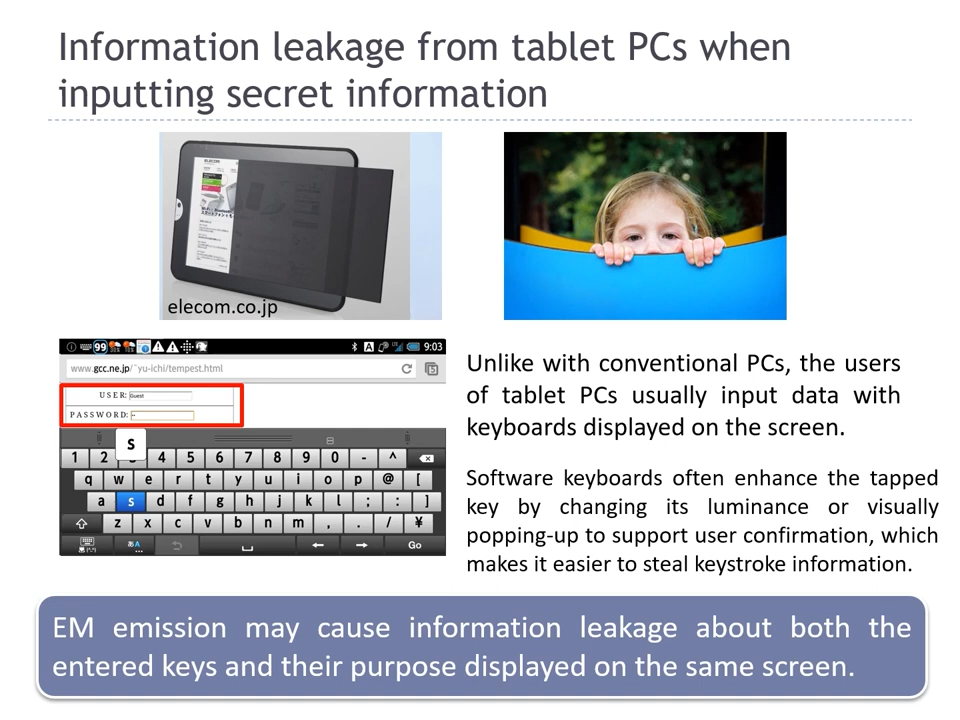 Information leakage from tablet PCs when
inputting secret information
elecom.co.jp
99
A
9:03
www.gcc.ne.jp/~yu-ichi/tempest.html
5
USER:
Guest
PASSWORD:
s
1 2 3 4 5 6 7 8 9 0 - ^
q w e r t y u i o p @ [
a s d f g h j k l ; : ]
z x c v b n m , . / ¥
あA
Go
Unlike with conventional PCs, the users
of tablet PCs usually input data with
keyboards displayed on the screen.
Software keyboards often enhance the tapped
key by changing its luminance or visually
popping-up to support user confirmation, which
makes it easier to steal keystroke information.
EM emission may cause information leakage about both the
entered keys and their purpose displayed on the same screen.